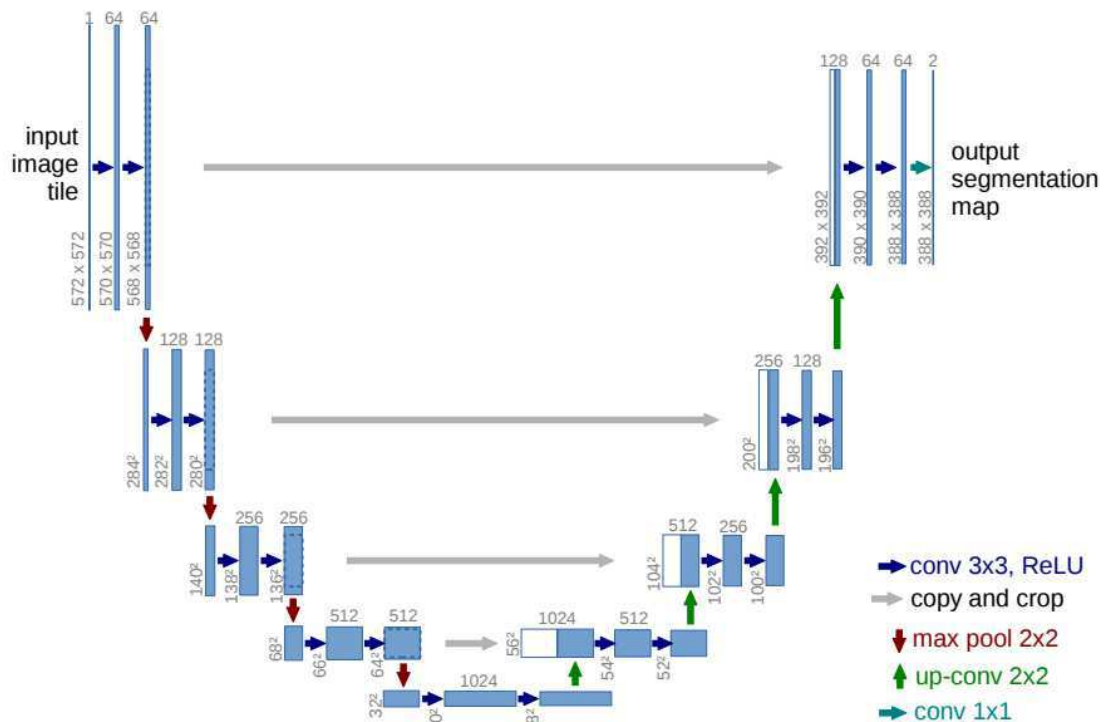 1
64
64
input
image
tile
572 x 572
570 x 570
568 x 568
128
64
64
2
output
segmentation
map
392 x 392
390 x 390
388 x 388
388 x 388
128
128
284²
282²
280²
256
128
200²
198²
196²
256
256
140²
138²
136²
512
256
104²
102²
100²
512
512
68²
66²
64²
1024
512
56²
54²
52²
1024
32²
conv 3x3, ReLU
copy and crop
max pool 2x2
up-conv 2x2
conv 1x1